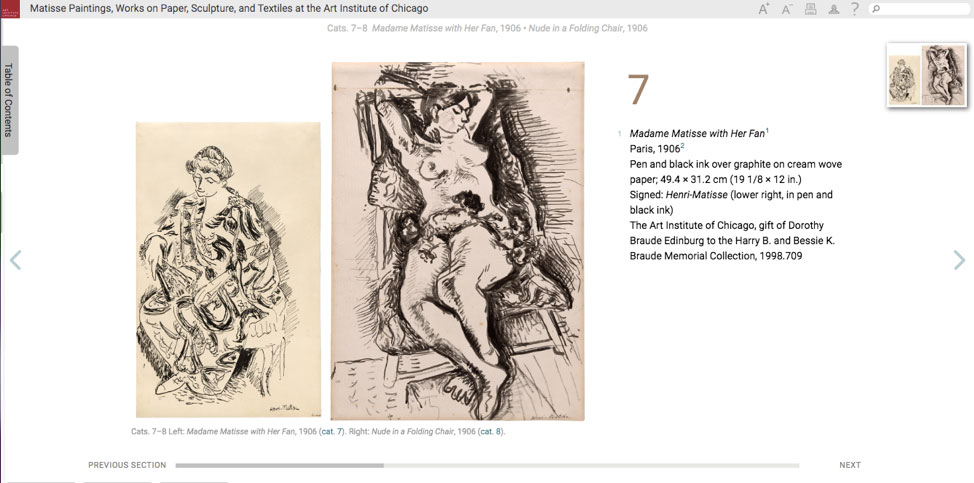 Matisse Paintings, Works on Paper, Sculpture, and Textiles at the Art Institute of Chicago
A+ A- ?
Cats. 7–8 Madame Matisse with Her Fan, 1906 • Nude in a Folding Chair, 1906
Table of Contents
7
1 Madame Matisse with Her Fan1
Paris, 19062
Pen and black ink over graphite on cream wove
paper; 49.4 × 31.2 cm (19 1/8 × 12 in.)
Signed: Henri-Matisse (lower right, in pen and
black ink)
The Art Institute of Chicago, gift of Dorothy
Braude Edinburg to the Harry B. and Bessie K.
Braude Memorial Collection, 1998.709
Henri-Matisse
Henri-Matisse
Cats. 7–8 Left: Madame Matisse with Her Fan, 1906 (cat. 7). Right: Nude in a Folding Chair, 1906 (cat. 8).
PREVIOUS SECTION
NEXT